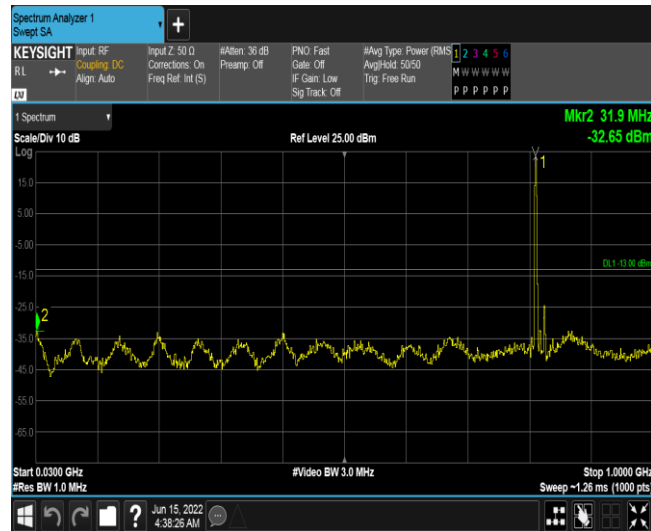 Spectrum Analyzer 1
Swept SA
+
KEYSIGHT
RL
LXI
Input: RF
Coupling: DC
Align: Auto
Input Z: 50 Ω
Corrections: On
Freq Ref: Int (S)
#Atten: 36 dB
Preamp: Off
PNO: Fast
Gate: Off
IF Gain: Low
Sig Track: Off
#Avg Type: Power (RMS
Avg|Hold: 50/50
Trig: Free Run
1 2 3 4 5 6
M W W W W W
P P P P P P
1 Spectrum
Scale/Div 10 dB
Log
Ref Level 25.00 dBm
Mkr2 31.9 MHz
-32.65 dBm
1
15.0
5.00
-5.00
DL1 -13.00 dBm
-15.0
-25.0
2
-35.0
-45.0
-55.0
-65.0
Start 0.0300 GHz
#Res BW 1.0 MHz
#Video BW 3.0 MHz
Stop 1.0000 GHz
Sweep ~1.26 ms (1000 pts)
?
Jun 15, 2022
4:38:26 AM